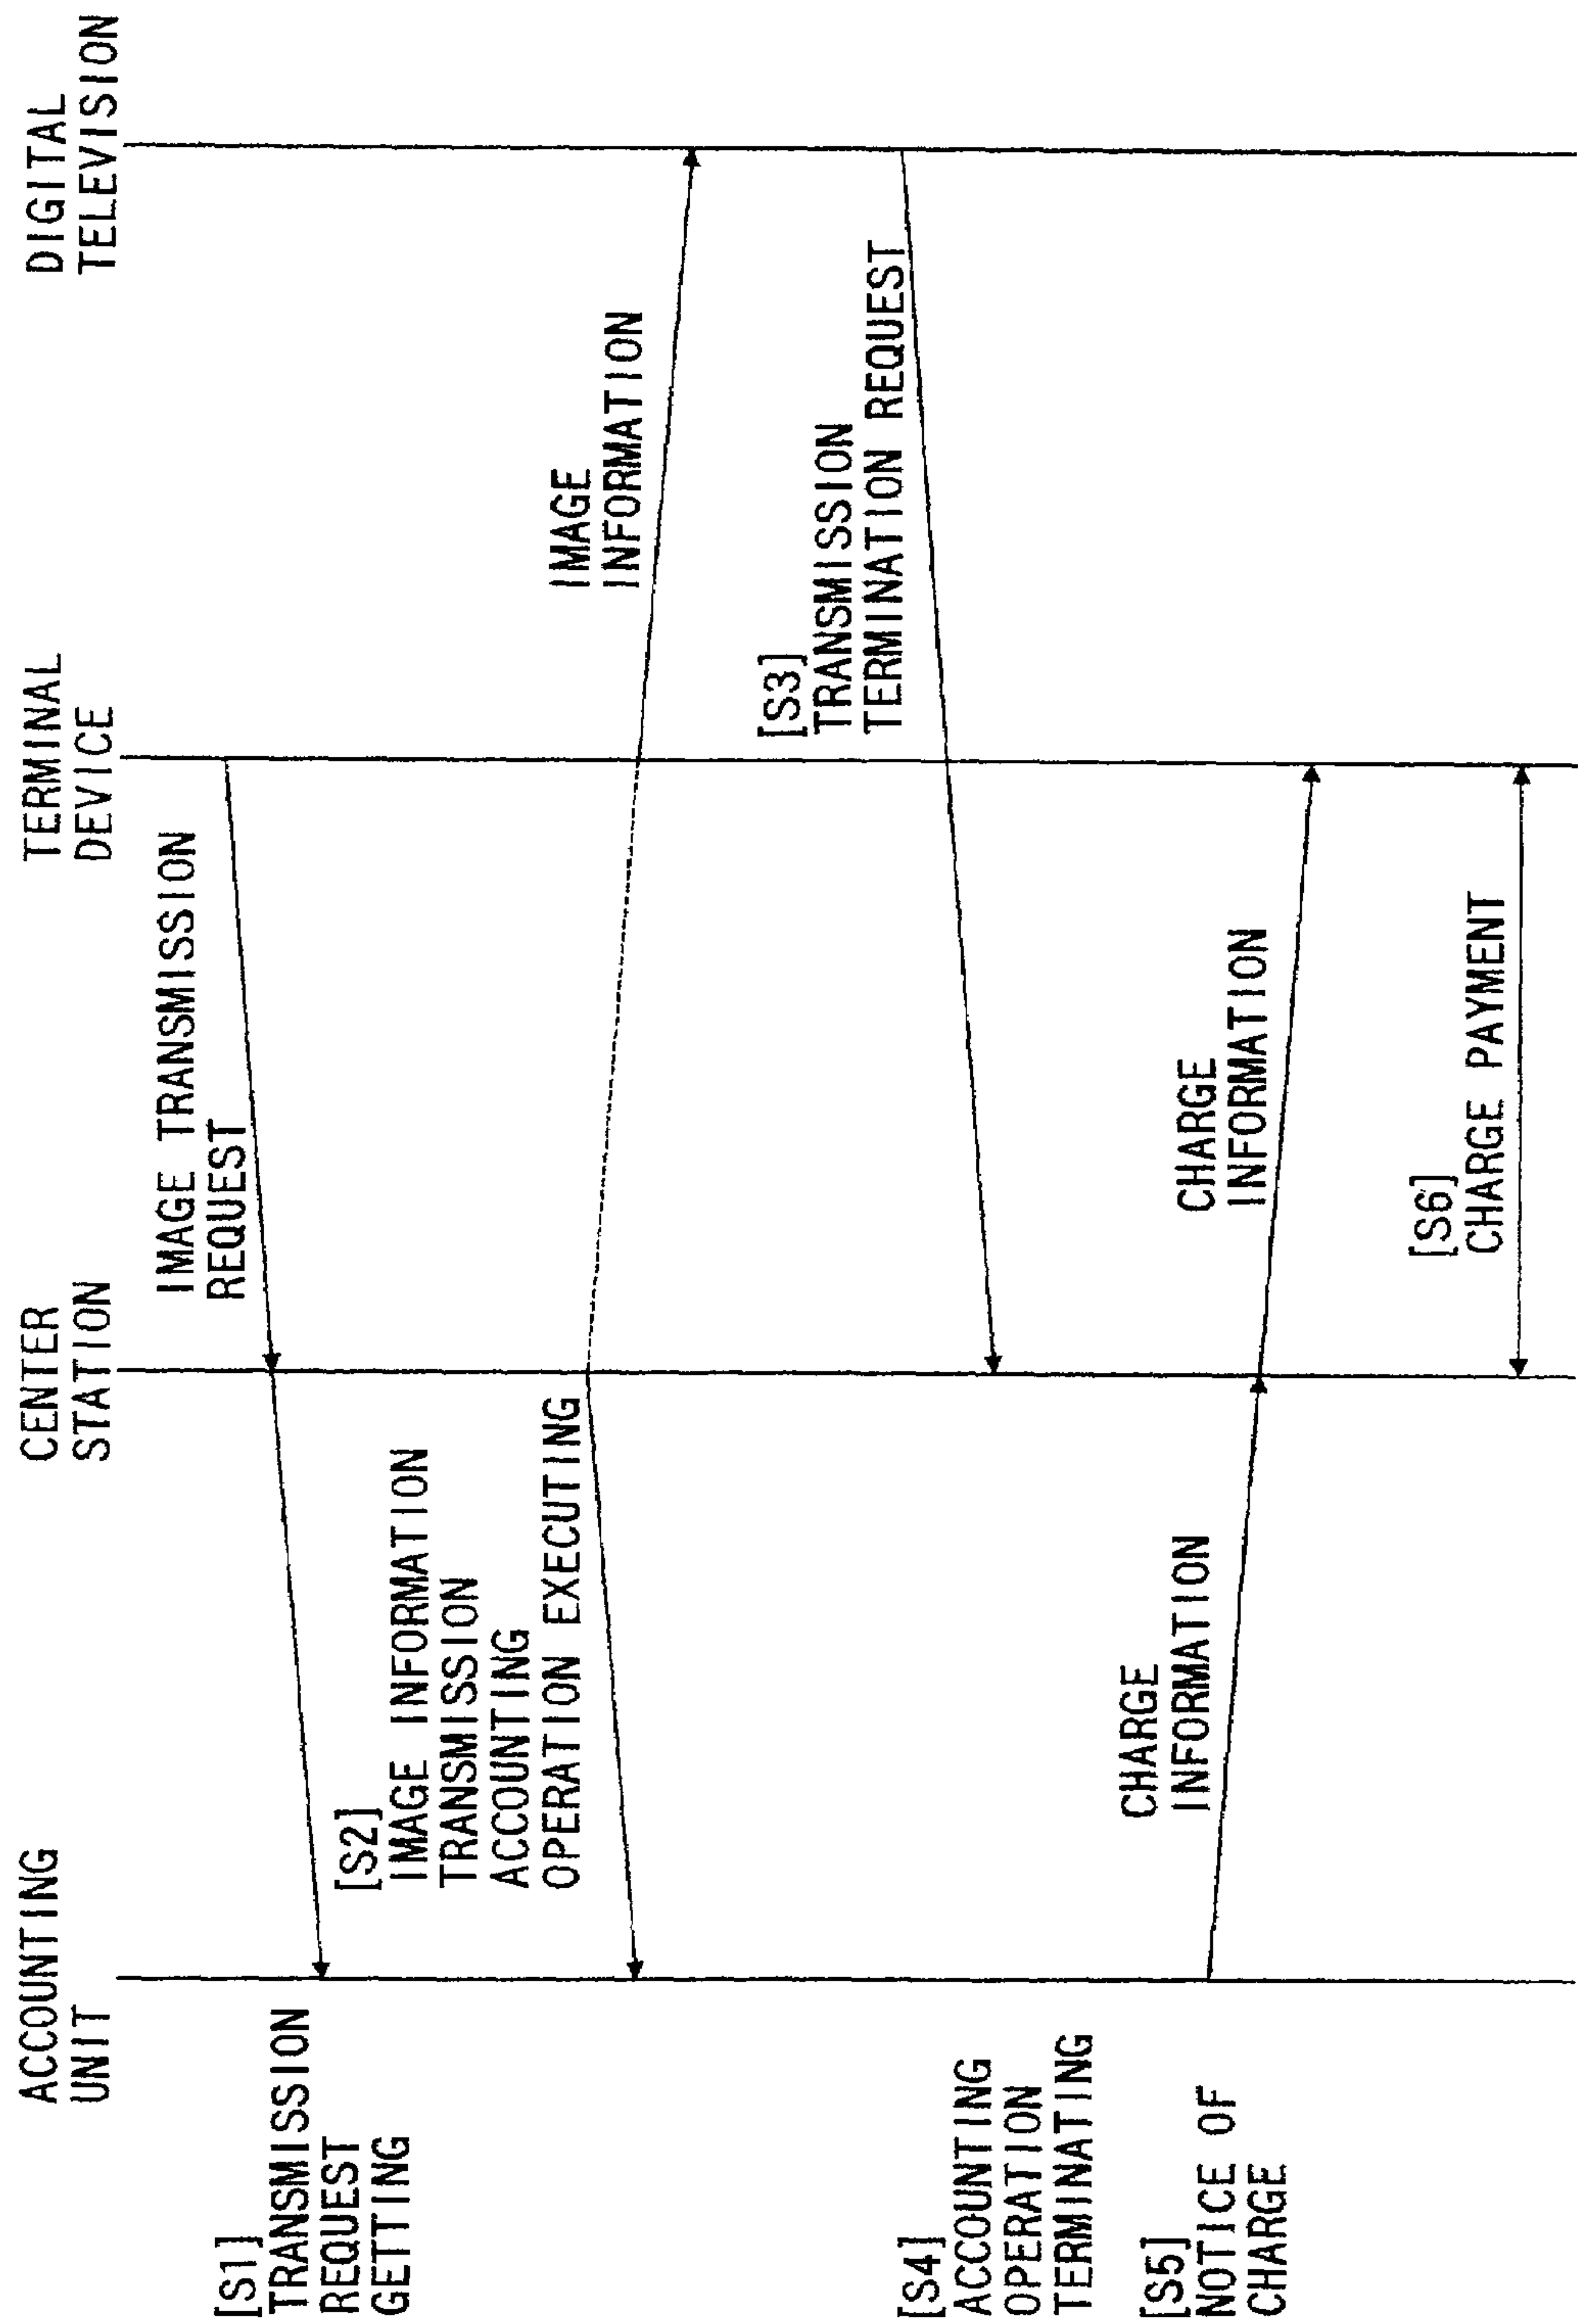 ACCOUNTING
UNIT
CENTER
STATION
TERMINAL
DEVICE
DIGITAL
TELEVISION
[S1]
TRANSMISSION
REQUEST
GETTING
IMAGE TRANSMISSION
REQUEST
[S2]
IMAGE INFORMATION
TRANSMISSION
ACCOUNTING
OPERATION EXECUTING
IMAGE
INFORMATION
[S3]
TRANSMISSION
TERMINATION REQUEST
[S4]
ACCOUNTING
OPERATION
TERMINATING
[S5]
NOTICE OF
CHARGE
CHARGE
INFORMATION
CHARGE
INFORMATION
[S6]
CHARGE PAYMENT